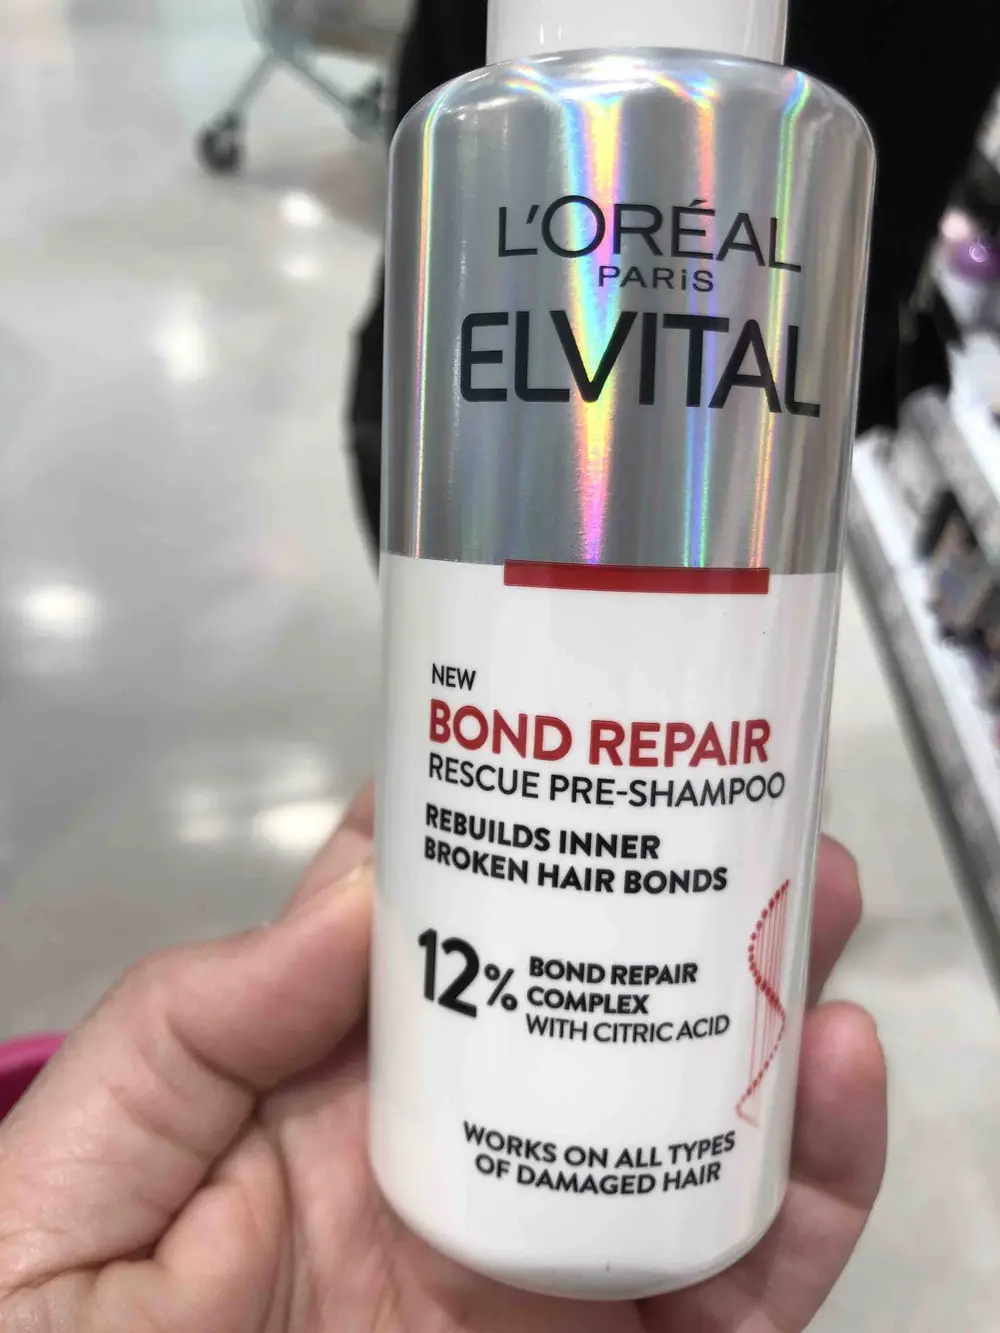 L'ORÉAL
PARiS
ELVITAL
NEW
BOND REPAIR
RESCUE PRE-SHAMPOO
REBUILDS INNER
BROKEN HAIR BONDS
12% BOND REPAIR
COMPLEX
WITH CITRIC ACID
WORKS ON ALL TYPES
OF DAMAGED HAIR